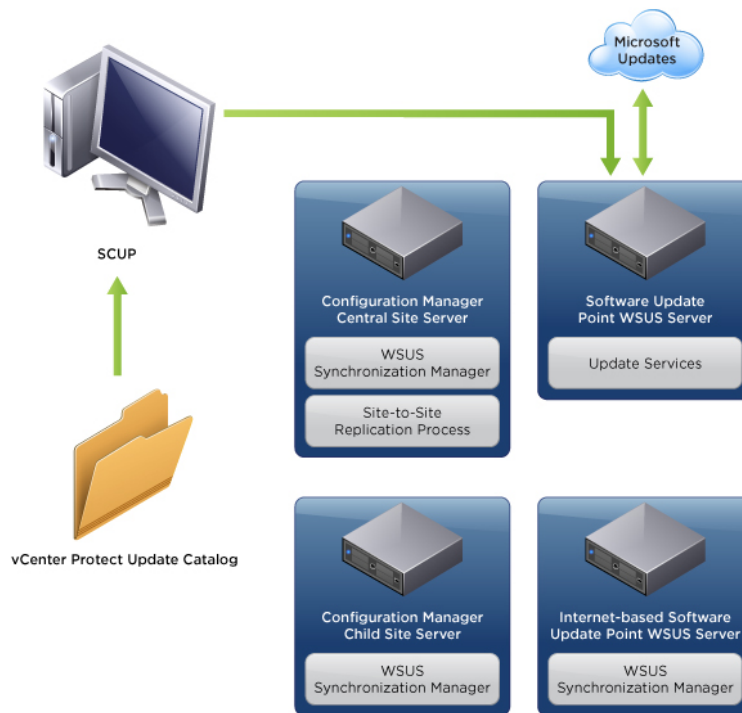 Microsoft
Updates
SCUP
Configuration Manager
Central Site Server
WSUS
Synchronization Manager
Site-to-Site
Replication Process
Software Update
Point WSUS Server
Update Services
vCenter Protect Update Catalog
Configuration Manager
Child Site Server
WSUS
Synchronization Manager
Internet-based Software
Update Point WSUS Server
WSUS
Synchronization Manager